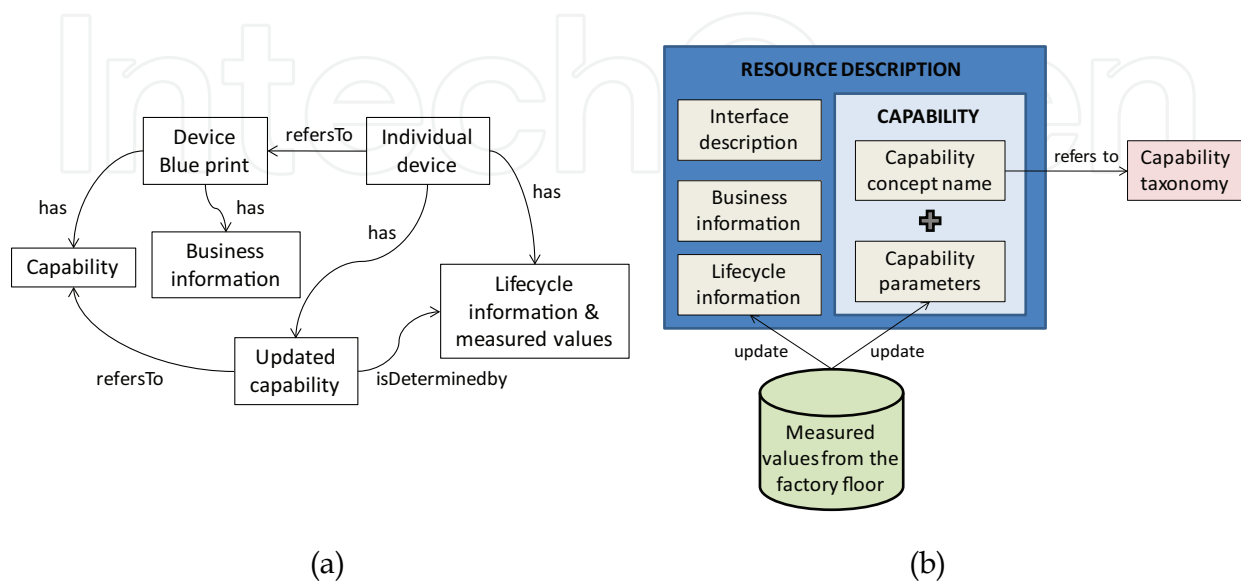 IntechOpen
Device
Blue print
refersTo
Individual
device
has
has
has
has
Capability
Business
information
Lifecycle
information &
measured values
Updated
capability
refersTo
isDeterminedby
(a)
RESOURCE DESCRIPTION
Interface
description
Business
information
Lifecycle
information
CAPABILITY
Capability
concept name
Capability
parameters
refers to
Capability
taxonomy
update
update
Measured
values from the
factory floor
(b)